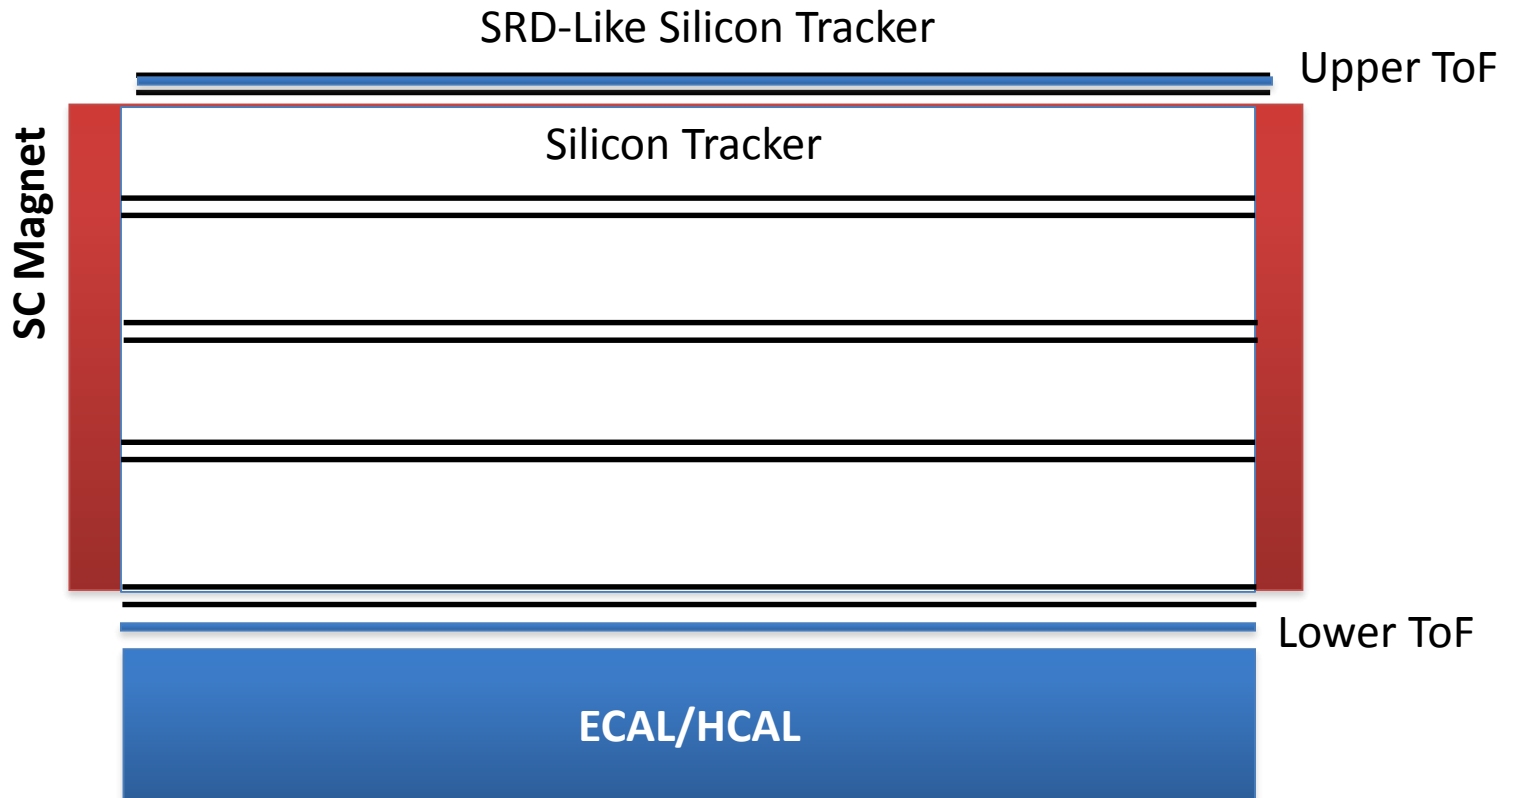 SRD-Like Silicon Tracker
Upper ToF
SC Magnet
Silicon Tracker
Lower ToF
ECAL/HCAL